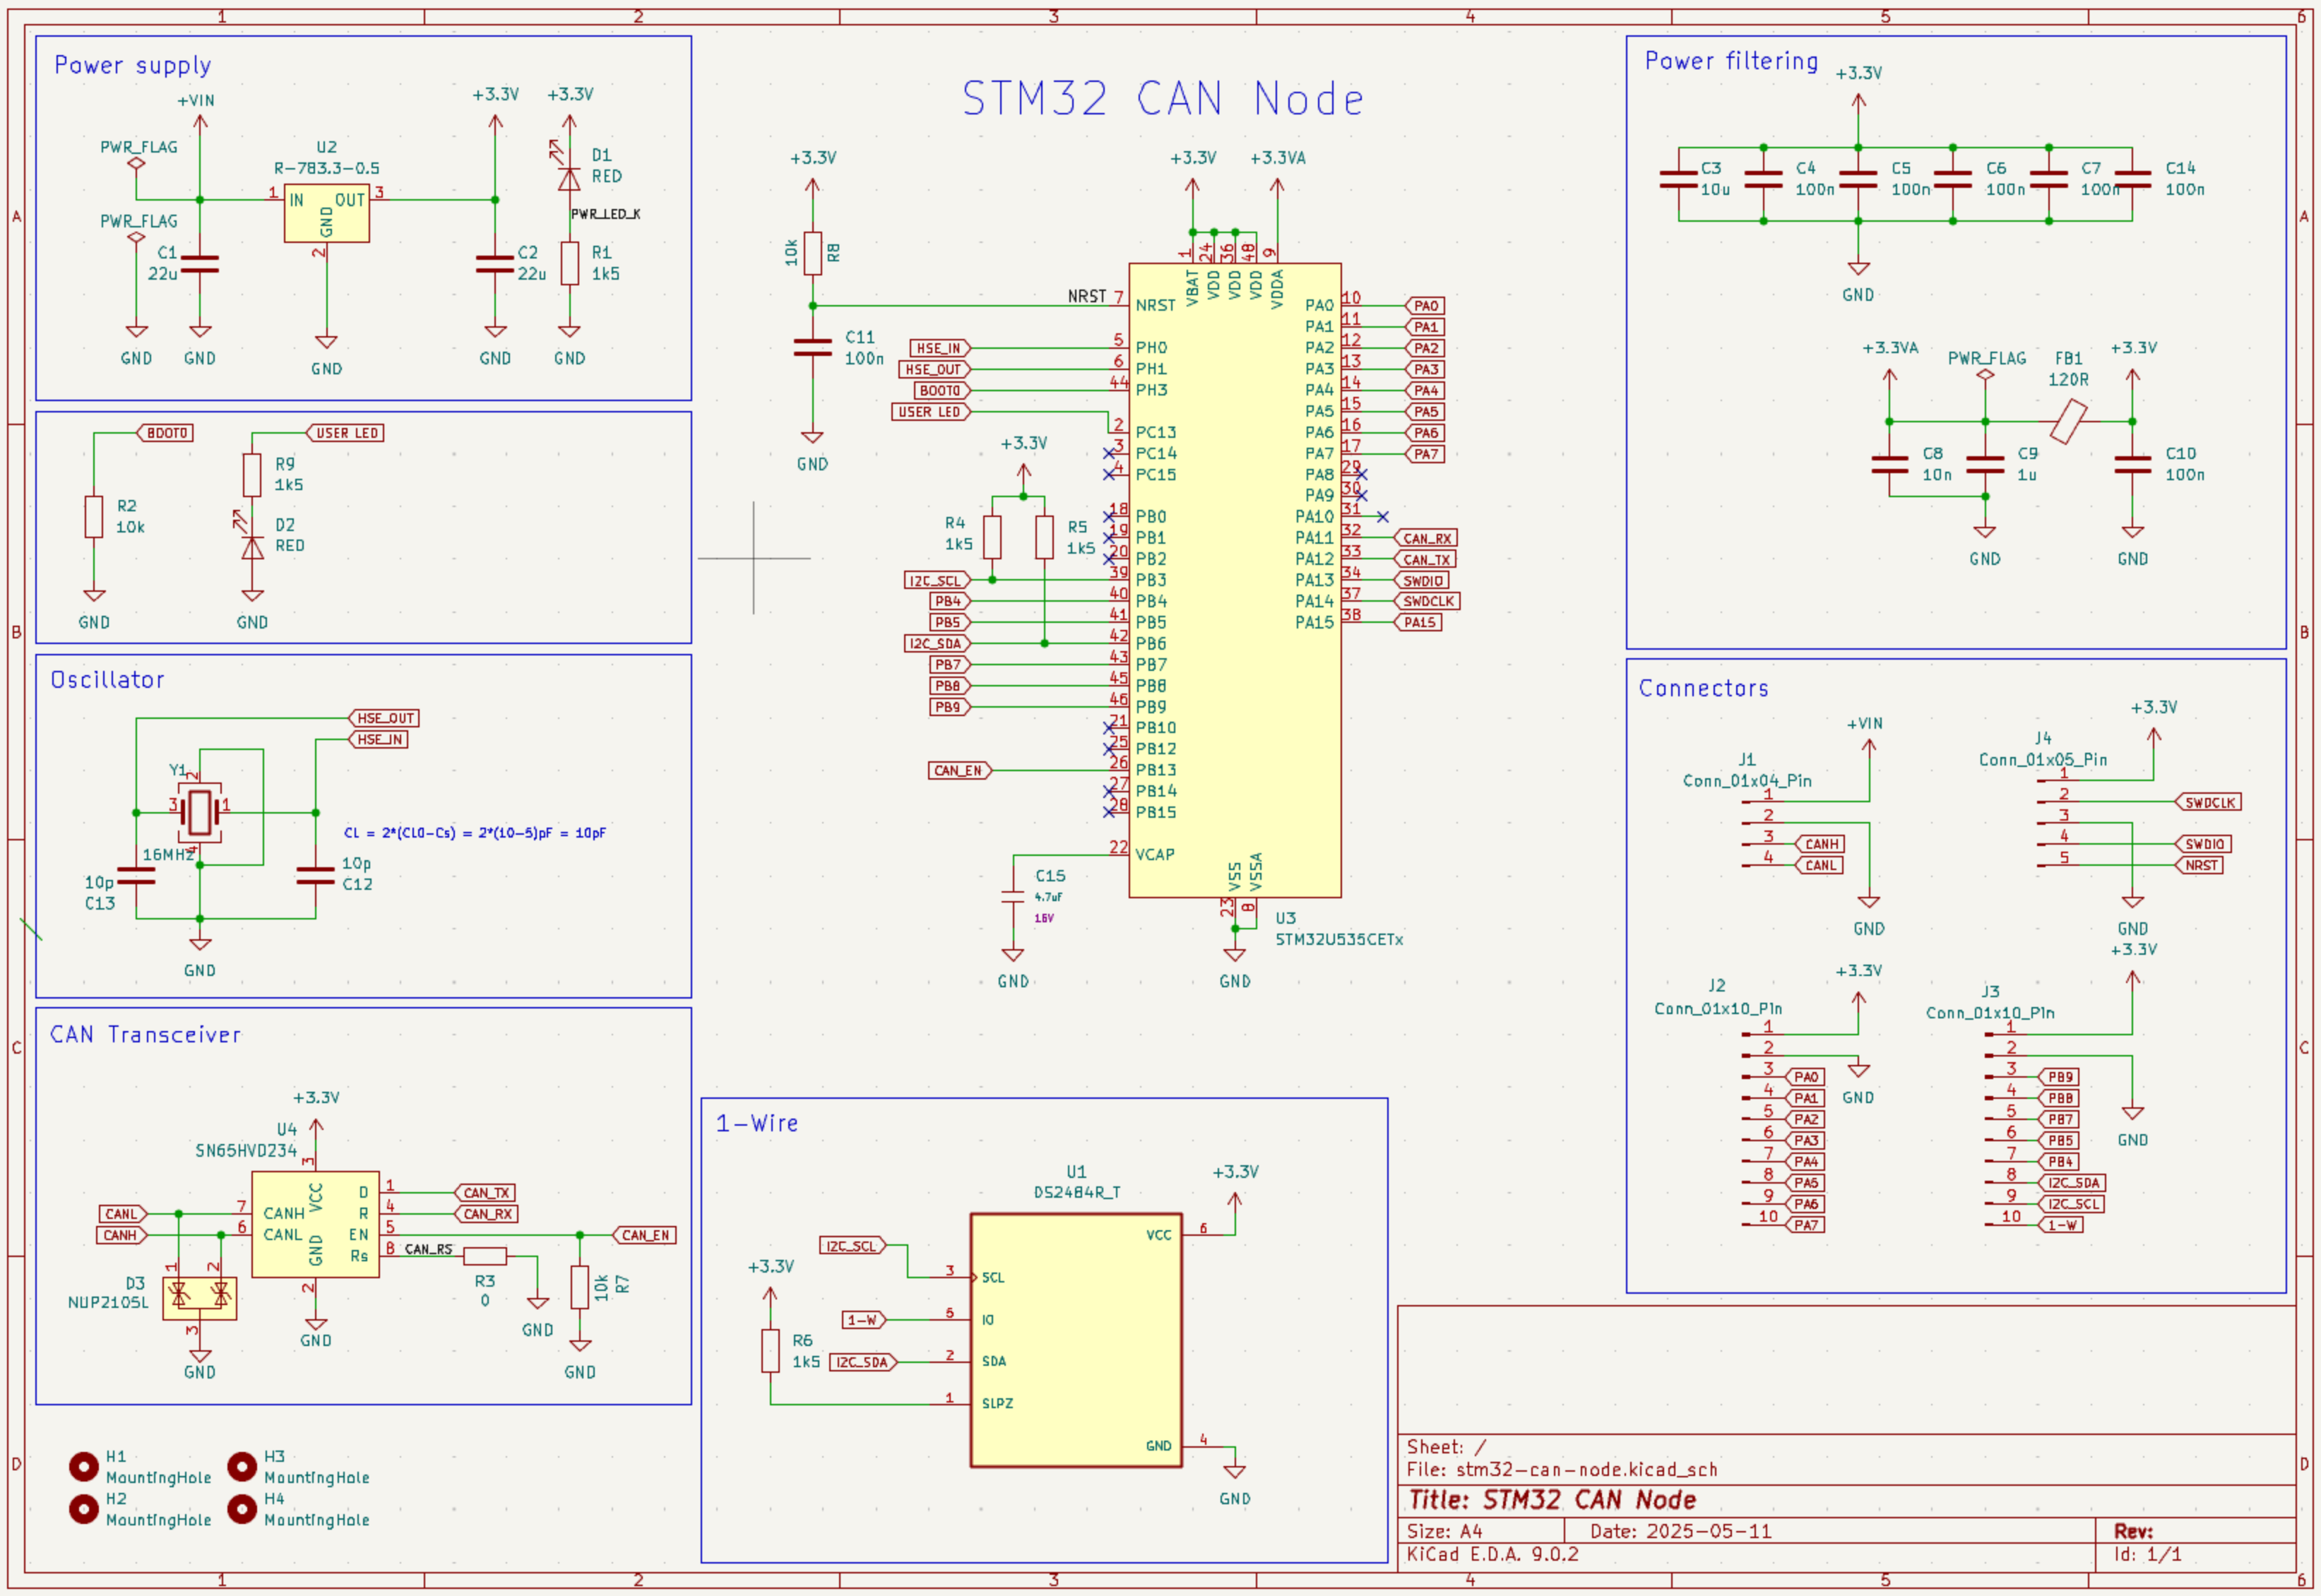 1 2 3 4 5 6
A
B
C
D
Power supply
+VIN
+3.3V
+3.3V
PWR_FLAG
U2
R-783.3-0.5
D1
RED
1
IN
OUT
3
GND
2
PWR_LED_K
PWR_FLAG
C1
22u
C2
22u
R1
1k5
GND
GND
GND
GND
GND
BOOT0
USER LED
R9
1k5
R2
10k
D2
RED
GND
GND
Oscillator
HSE_OUT
HSE_IN
Y1
2
3
1
4
16MHz
CL = 2*(CL0-Cs) = 2*(10-5)pF = 10pF
10p
C13
10p
C12
GND
CAN Transceiver
+3.3V
U4
SN65HVD234
3
VCC
CANL
7
CANH
D
1
CAN_TX
R
4
CAN_RX
CANH
6
CANL
EN
5
CAN_EN
GND
Rs
8
CAN_RS
2
1
2
D3
NUP2105L
3
R3
0
10k
R7
GND
GND
GND
GND
H1
MountingHole
H3
MountingHole
H2
MountingHole
H4
MountingHole
STM32 CAN Node
+3.3V
+3.3V
+3.3VA
10k
R8
1
24
36
48
9
VBAT
VDD
VDD
VDD
VDDA
NRST 7 NRST
C11
100n
GND
HSE_IN 5 PH0
HSE_OUT 6 PH1
BOOT0 44 PH3
USER LED
2 PC13
3 PC14
4 PC15
+3.3V
R4
1k5
R5
1k5
18 PB0
19 PB1
20 PB2
I2C_SCL 39 PB3
PB4 40 PB4
PB5 41 PB5
I2C_SDA 42 PB6
PB7 43 PB7
PB8 45 PB8
PB9 46 PB9
21 PB10
25 PB12
CAN_EN 26 PB13
27 PB14
28 PB15
22 VCAP
C15
4.7uF
16V
GND
PA0 10 PA0
PA1 11 PA1
PA2 12 PA2
PA3 13 PA3
PA4 14 PA4
PA5 15 PA5
PA6 16 PA6
PA7 17 PA7
PA8 29
PA9 30
PA10 31
PA11 32 CAN_RX
PA12 33 CAN_TX
PA13 34 SWDIO
PA14 37 SWDCLK
PA15 38 PA15
VSS
VSSA
23
8
U3
STM32U535CETx
GND
1-Wire
U1
DS2484R_T
+3.3V
VCC 6
I2C_SCL
3 SCL
+3.3V
1-W 5 IO
R6
1k5
I2C_SDA 2 SDA
1 SLPZ
GND 4
GND
Power filtering
+3.3V
C3
10u
C4
100n
C5
100n
C6
100n
C7
100n
C14
100n
GND
+3.3VA
PWR_FLAG
FB1
120R
+3.3V
C8
10n
C9
1u
C10
100n
GND
GND
Connectors
+VIN
J1
Conn_01x04_Pin
1
2
3 CANH
4 CANL
GND
+3.3V
J4
Conn_01x05_Pin
1
2 SWDCLK
3
4 SWDIO
5 NRST
GND
+3.3V
J2
Conn_01x10_Pin
1
2
3 PA0
4 PA1
5 PA2
6 PA3
7 PA4
8 PA5
9 PA6
10 PA7
GND
+3.3V
J3
Conn_01x10_Pin
1
2
3 PB9
4 PB8
5 PB7
6 PB5
7 PB4
8 I2C_SDA
9 I2C_SCL
10 1-W
GND
Sheet: /
File: stm32-can-node.kicad_sch
Title: STM32 CAN Node
Size: A4
Date: 2025-05-11
Rev:
KiCad E.D.A. 9.0.2
Id: 1/1
A
B
C
D
1 2 3 4 5 6